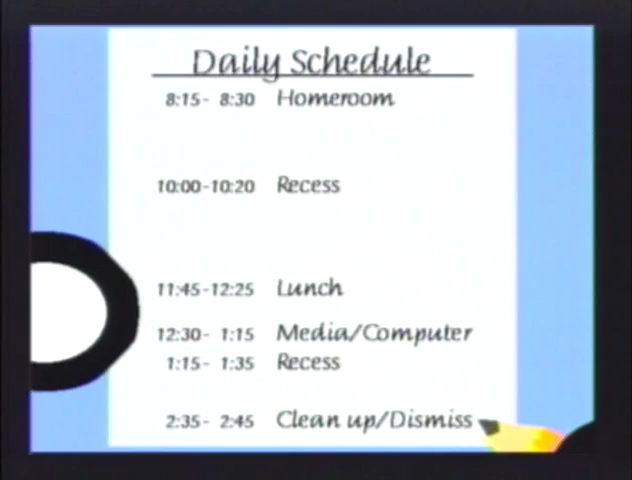 Daily Schedule
8:15- 8:30 Homeroom
10:00-10:20 Recess
11:45-12:25 Lunch
12:30- 1:15 Media/Computer
1:15- 1:35 Recess
2:35- 2:45 Clean up/Dismiss